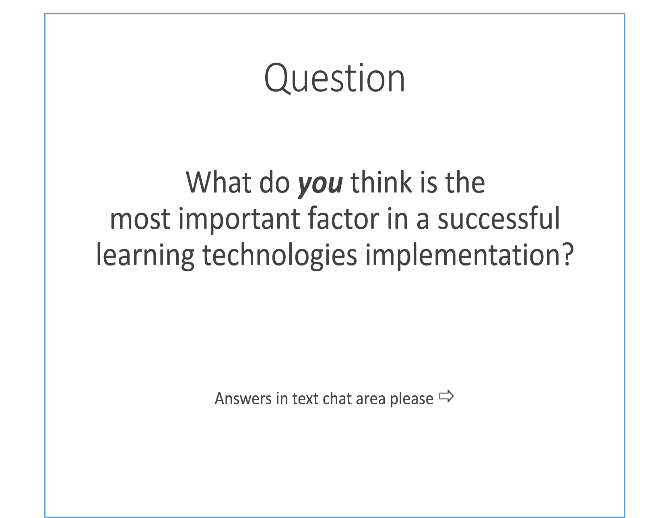 Question
What do you think is the
most important factor in a successful
learning technologies implementation?
Answers in text chat area please ⇨